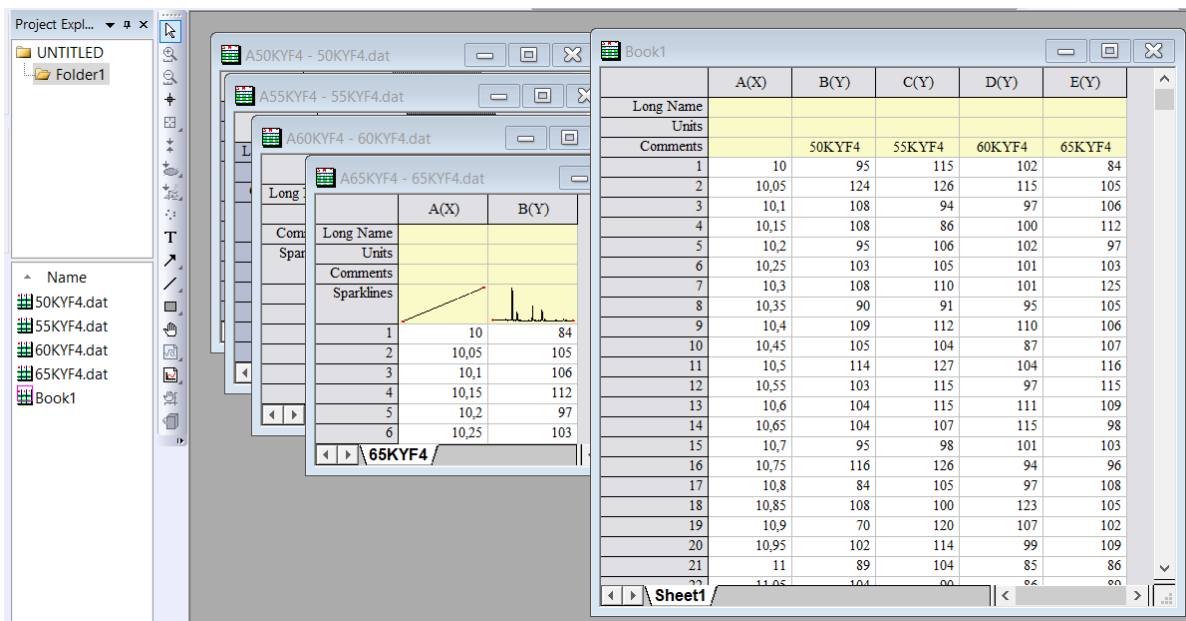 Project Expl...
UNTITLED
Folder1
Name
50KYF4.dat
55KYF4.dat
60KYF4.dat
65KYF4.dat
Book1
T
A50KYF4 - 50KYF4.dat
A55KYF4 - 55KYF4.dat
L
A60KYF4 - 60KYF4.dat
Long
Com
Spar
A65KYF4 - 65KYF4.dat
A(X) B(Y)
Long Name
Units
Comments
Sparklines
1 10 84
2 10,05 105
3 10,1 106
4 10,15 112
5 10,2 97
6 10,25 103
65KYF4
Book1
A(X) B(Y) C(Y) D(Y) E(Y)
Long Name
Units
Comments 50KYF4 55KYF4 60KYF4 65KYF4
1 10 95 115 102 84
2 10,05 124 126 115 105
3 10,1 108 94 97 106
4 10,15 108 86 100 112
5 10,2 95 106 102 97
6 10,25 103 105 101 103
7 10,3 108 110 101 125
8 10,35 90 91 95 105
9 10,4 109 112 110 106
10 10,45 105 104 87 107
11 10,5 114 127 104 116
12 10,55 103 115 97 115
13 10,6 104 115 111 109
14 10,65 104 107 115 98
15 10,7 95 98 101 103
16 10,75 116 126 94 96
17 10,8 84 105 97 108
18 10,85 108 100 123 105
19 10,9 70 120 107 102
20 10,95 102 114 99 109
21 11 89 104 85 86
22 11,05 104 90 86 89
Sheet1